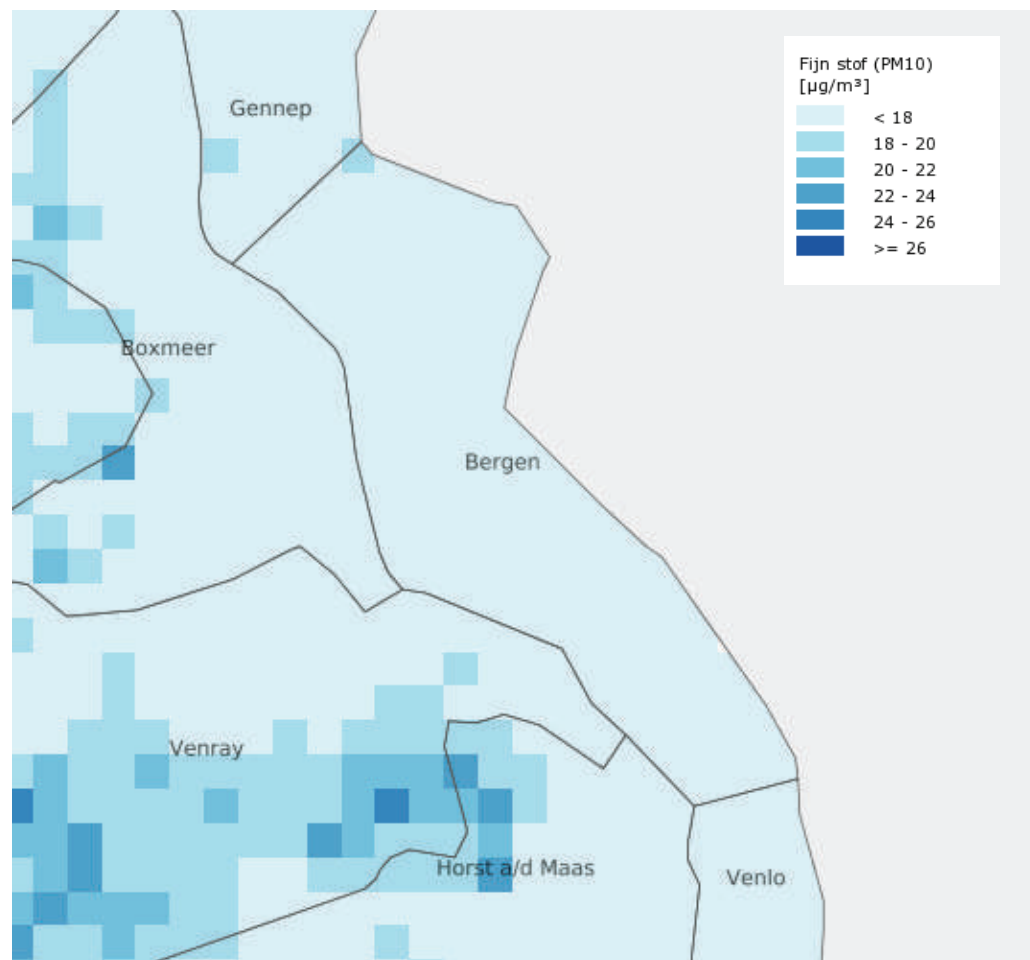 Fijn stof (PM10)
[µg/m³]
< 18
18 - 20
20 - 22
22 - 24
24 - 26
>= 26
Gennep
Boxmeer
Bergen
Venray
Horst a/d Maas
Venlo